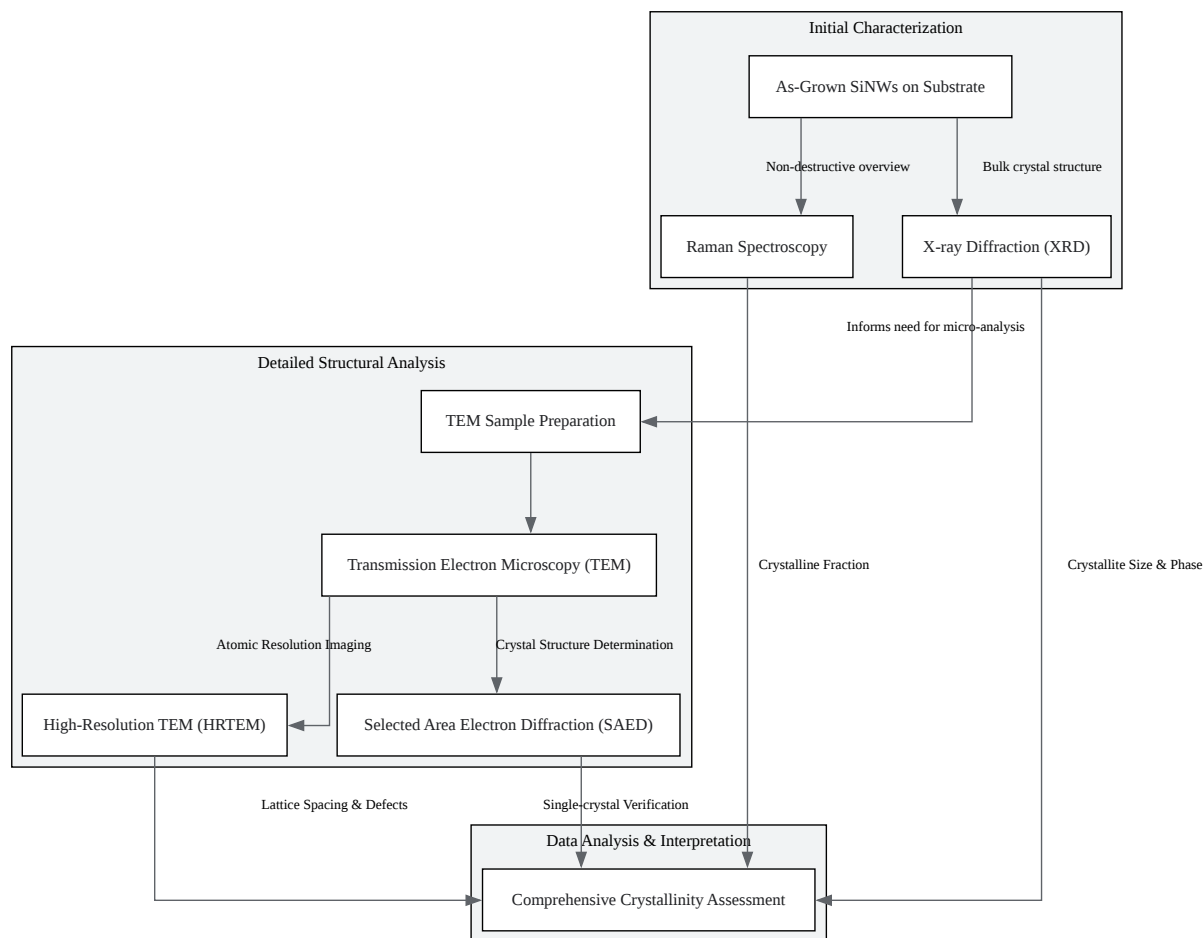 Initial Characterization
As-Grown SiNWs on Substrate
Non-destructive overview
Bulk crystal structure
Raman Spectroscopy
X-ray Diffraction (XRD)
Informs need for micro-analysis
Detailed Structural Analysis
TEM Sample Preparation
Transmission Electron Microscopy (TEM)
Crystalline Fraction
Crystallite Size & Phase
Atomic Resolution Imaging
Crystal Structure Determination
High-Resolution TEM (HRTEM)
Selected Area Electron Diffraction (SAED)
Lattice Spacing & Defects
Single-crystal Verification
Data Analysis & Interpretation
Comprehensive Crystallinity Assessment